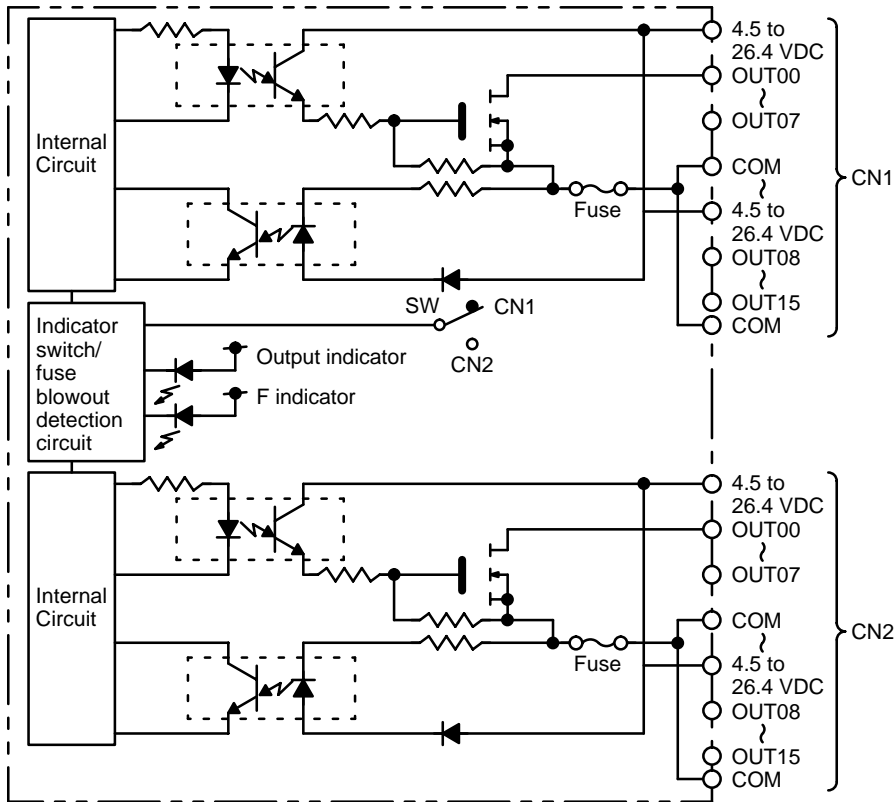 4.5 to
26.4 VDC
OUT00
~
OUT07
COM
~
4.5 to
26.4 VDC
OUT08
~
OUT15
COM
CN1
Internal
Circuit
Fuse
SW
CN1
CN2
Indicator
switch/
fuse
blowout
detection
circuit
Output indicator
F indicator
4.5 to
26.4 VDC
OUT00
~
OUT07
COM
~
4.5 to
26.4 VDC
OUT08
~
OUT15
COM
CN2
Internal
Circuit
Fuse